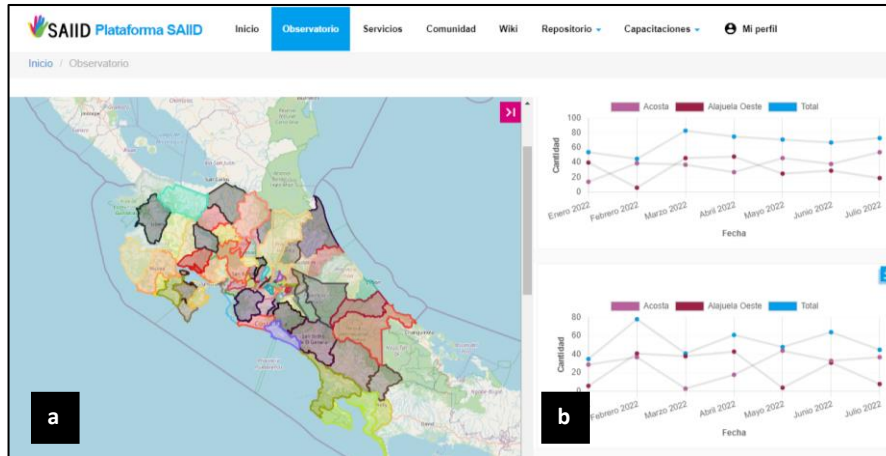 SAIID Plataforma SAIID
Inicio Observatorio Servicios Comunidad Wiki Repositorio Capacitaciones Mi perfil
Inicio / Observatorio
a
Acosta Alajuela Oeste Total
Cantidad
100
80
60
40
20
0
Enero 2022 Febrero 2022 Marzo 2022 Abril 2022 Mayo 2022 Junio 2022 Julio 2022
Fecha
Acosta Alajuela Oeste Total
Cantidad
80
60
40
20
0
Febrero 2022 Marzo 2022 Abril 2022 Mayo 2022 Junio 2022 Julio 2022
Fecha
b